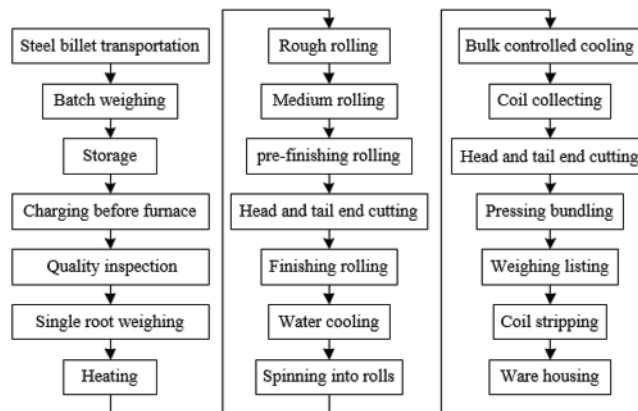 Steel billet transportation
Batch weighing
Storage
Charging before furnace
Quality inspection
Single root weighing
Heating
Rough rolling
Medium rolling
pre-finishing rolling
Head and tail end cutting
Finishing rolling
Water cooling
Spinning into rolls
Bulk controlled cooling
Coil collecting
Head and tail end cutting
Pressing bundling
Weighing listing
Coil stripping
Ware housing